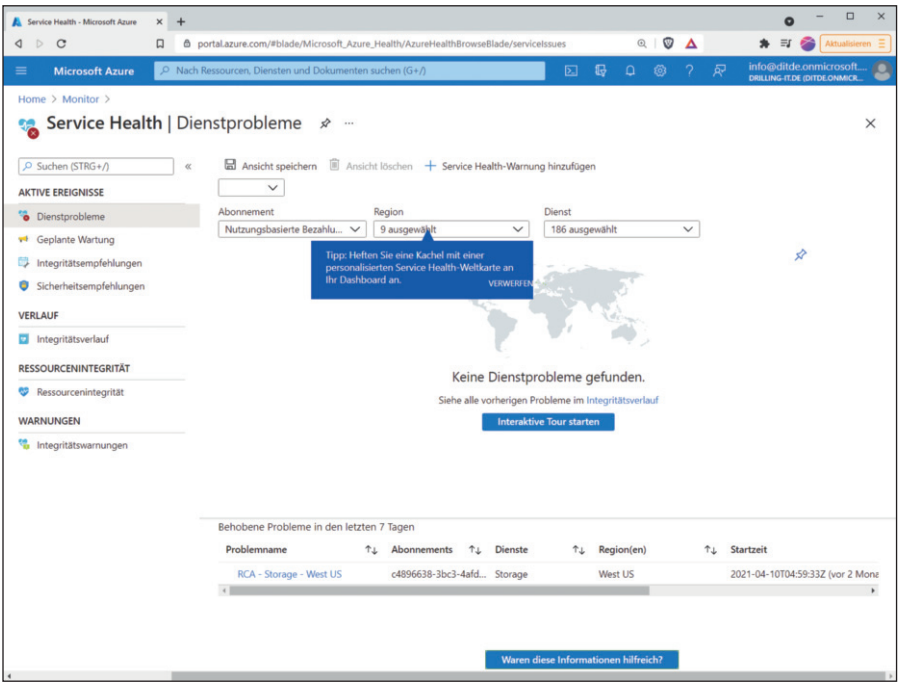 Service Health - Microsoft Azure
portal.azure.com/#blade/Microsoft_Azure_Health/AzureHealthBrowseBlade/serviceIssues
Aktualisieren
Microsoft Azure
Nach Ressourcen, Diensten und Dokumenten suchen (G+/)
info@ditde.onmicrosoft....
DRILLING-IT.DE (DITDE.ONMICR...
Home > Monitor >
Service Health | Dienstprobleme
Suchen (STRG+/)
Ansicht speichern
Ansicht löschen
Service Health-Warnung hinzufügen
AKTIVE EREIGNISSE
Dienstprobleme
Geplante Wartung
Integritätsempfehlungen
Sicherheitsempfehlungen
VERLAUF
Integritätsverlauf
RESSOURCENINTEGRITÄT
Ressourcenintegrität
WARNUNGEN
Integritätswarnungen
Abonnement
Region
Dienst
Nutzungsbasierte Bezahlu...
9 ausgewählt
186 ausgewählt
Tipp: Heften Sie eine Kachel mit einer
personalisierten Service Health-Weltkarte an
Ihr Dashboard an.
VERWERFEN
Keine Dienstprobleme gefunden.
Siehe alle vorherigen Probleme im Integritätsverlauf
Interaktive Tour starten
Behobene Probleme in den letzten 7 Tagen
Problemname Abonnements Dienste Region(en) Startzeit
RCA - Storage - West US c4896638-3bc3-4afd... Storage West US 2021-04-10T04:59:33Z (vor 2 Mona
Waren diese Informationen hilfreich?